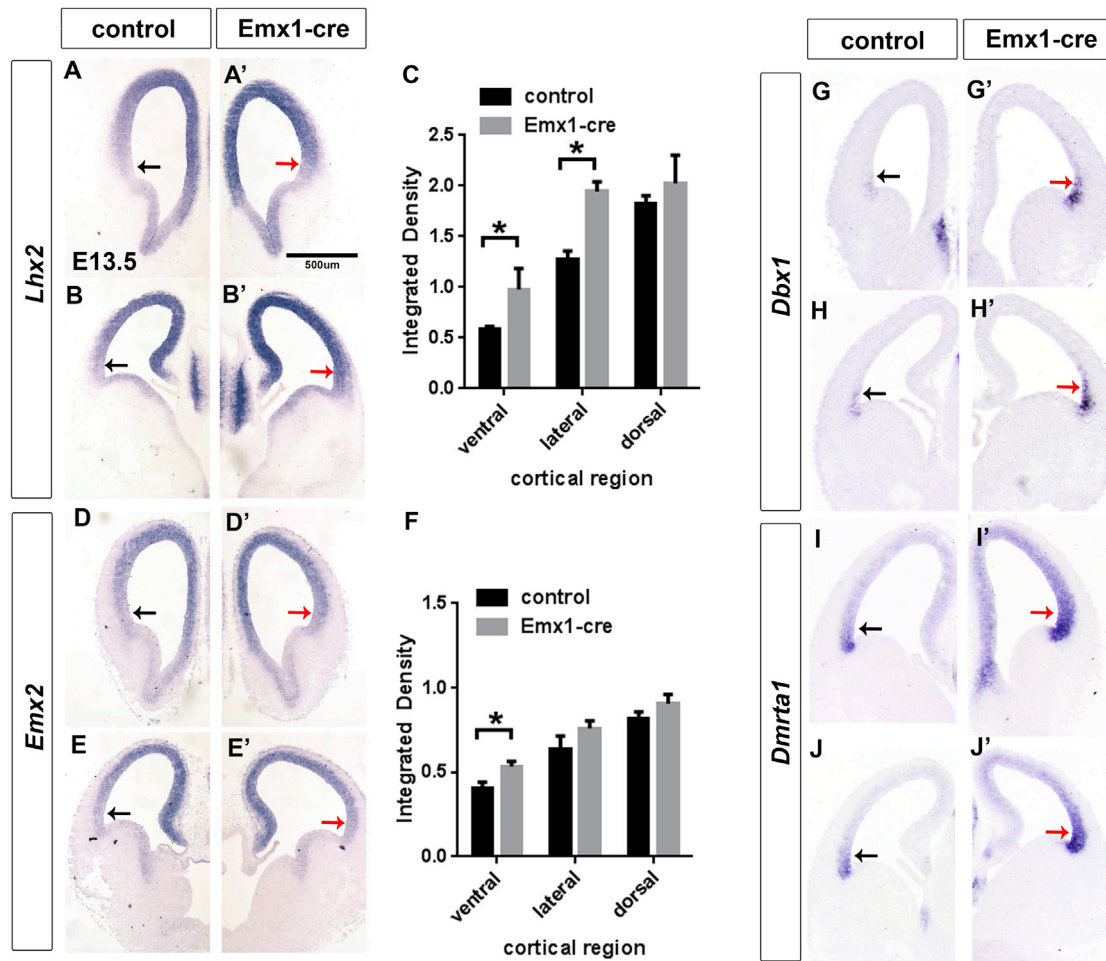 control
Emx1-cre
control
Emx1-cre
Lhx2
A
A’
E13.5
500um
B
B’
C
control
Emx1-cre
Integrated Density
2.5
2.0
1.5
1.0
0.5
0.0
*
*
ventral
lateral
dorsal
cortical region
Emx2
D
D’
E
E’
F
control
Emx1-cre
Integrated Density
1.5
1.0
0.5
0.0
*
ventral
lateral
dorsal
cortical region
Dbx1
G
G’
H
H’
Dmrta1
I
I’
J
J’